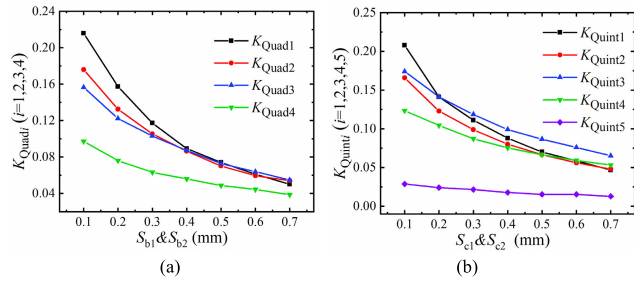 K_Quadi (i=1,2,3,4)
0.24
0.20
0.16
0.12
0.08
0.04
K_Quad1
K_Quad2
K_Quad3
K_Quad4
0.1 0.2 0.3 0.4 0.5 0.6 0.7
S_b1&S_b2 (mm)
(a)
K_Quinti (i=1,2,3,4,5)
0.25
0.20
0.15
0.10
0.05
0.00
K_Quint1
K_Quint2
K_Quint3
K_Quint4
K_Quint5
0.1 0.2 0.3 0.4 0.5 0.6 0.7
S_c1&S_c2 (mm)
(b)